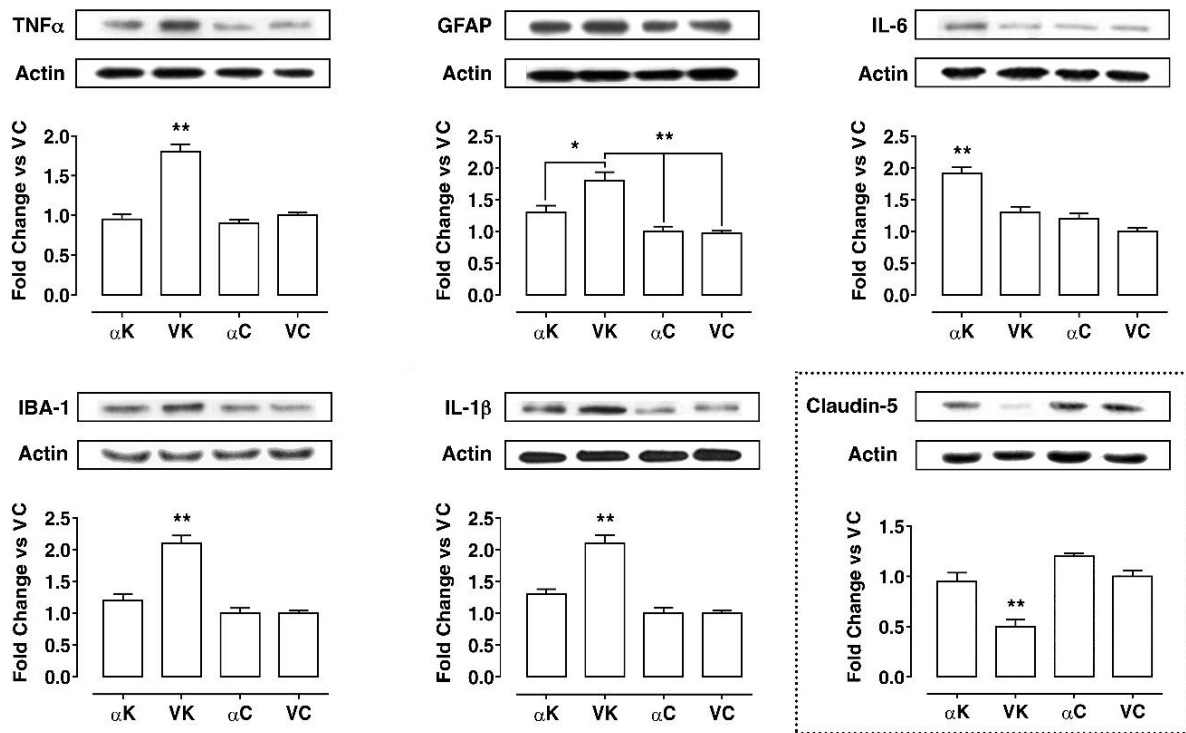 TNFα
Actin
Fold Change vs VC
2.0
1.5
1.0
0.5
0.0
**
αK VK αC VC
GFAP
Actin
Fold Change vs VC
2.5
2.0
1.5
1.0
0.5
0.0
*
**
αK VK αC VC
IL-6
Actin
Fold Change vs VC
2.5
2.0
1.5
1.0
0.5
0.0
**
αK VK αC VC
IBA-1
Actin
Fold Change vs VC
2.5
2.0
1.5
1.0
0.5
0.0
**
αK VK αC VC
IL-1β
Actin
Fold Change vs VC
2.5
2.0
1.5
1.0
0.5
0.0
**
αK VK αC VC
Claudin-5
Actin
Fold Change vs VC
1.5
1.0
0.5
0.0
**
αK VK αC VC